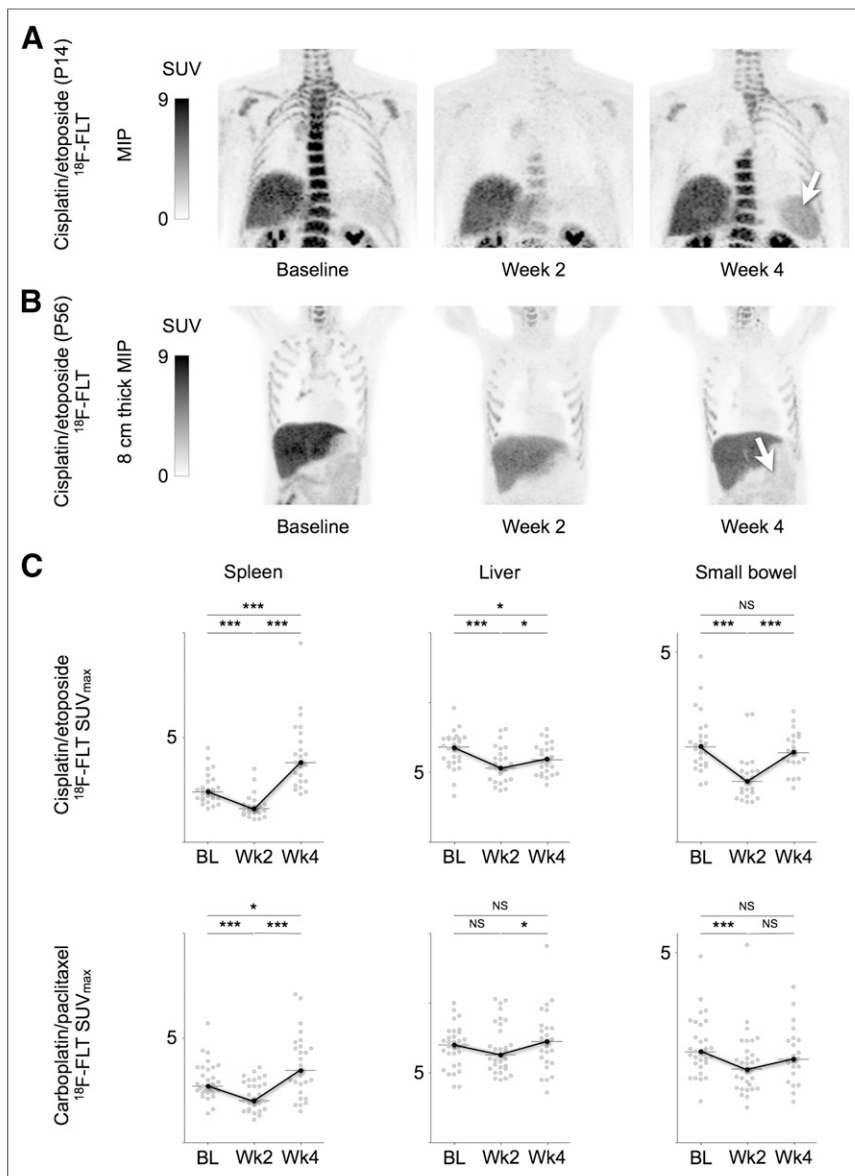 A
Cisplatin/etoposide (P14)
¹⁸F-FLT
MIP
SUV
9
0
Baseline
Week 2
Week 4
B
Cisplatin/etoposide (P56)
¹⁸F-FLT
8 cm thick MIP
SUV
9
0
Baseline
Week 2
Week 4
C
Spleen
Liver
Small bowel
Cisplatin/etoposide
¹⁸F-FLT SUVmax
***
*** ***
5
BL Wk2 Wk4
*
*** *
5
BL Wk2 Wk4
NS
*** ***
5
BL Wk2 Wk4
Carboplatin/paclitaxel
¹⁸F-FLT SUVmax
*
*** ***
5
BL Wk2 Wk4
NS
NS *
5
BL Wk2 Wk4
NS
*** NS
5
BL Wk2 Wk4